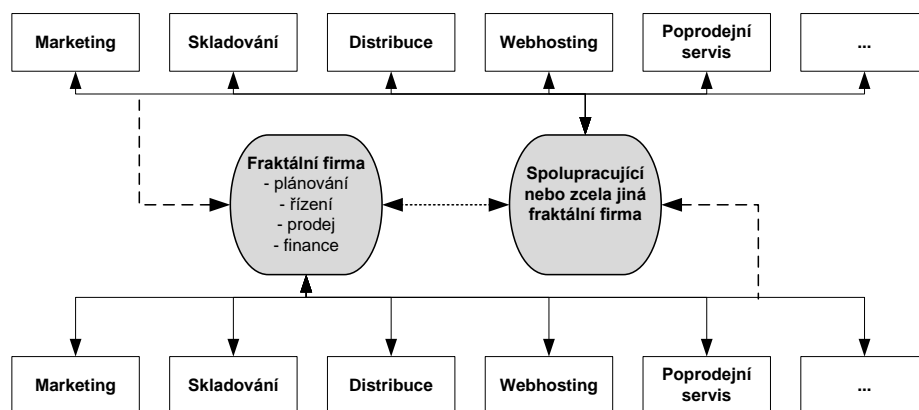 Marketing
Skladování
Distribuce
Webhosting
Poprodejní
servis
...
Fraktální firma
- plánování
- řízení
- prodej
- finance
Spolupracující
nebo zcela jiná
fraktální firma
Marketing
Skladování
Distribuce
Webhosting
Poprodejní
servis
...